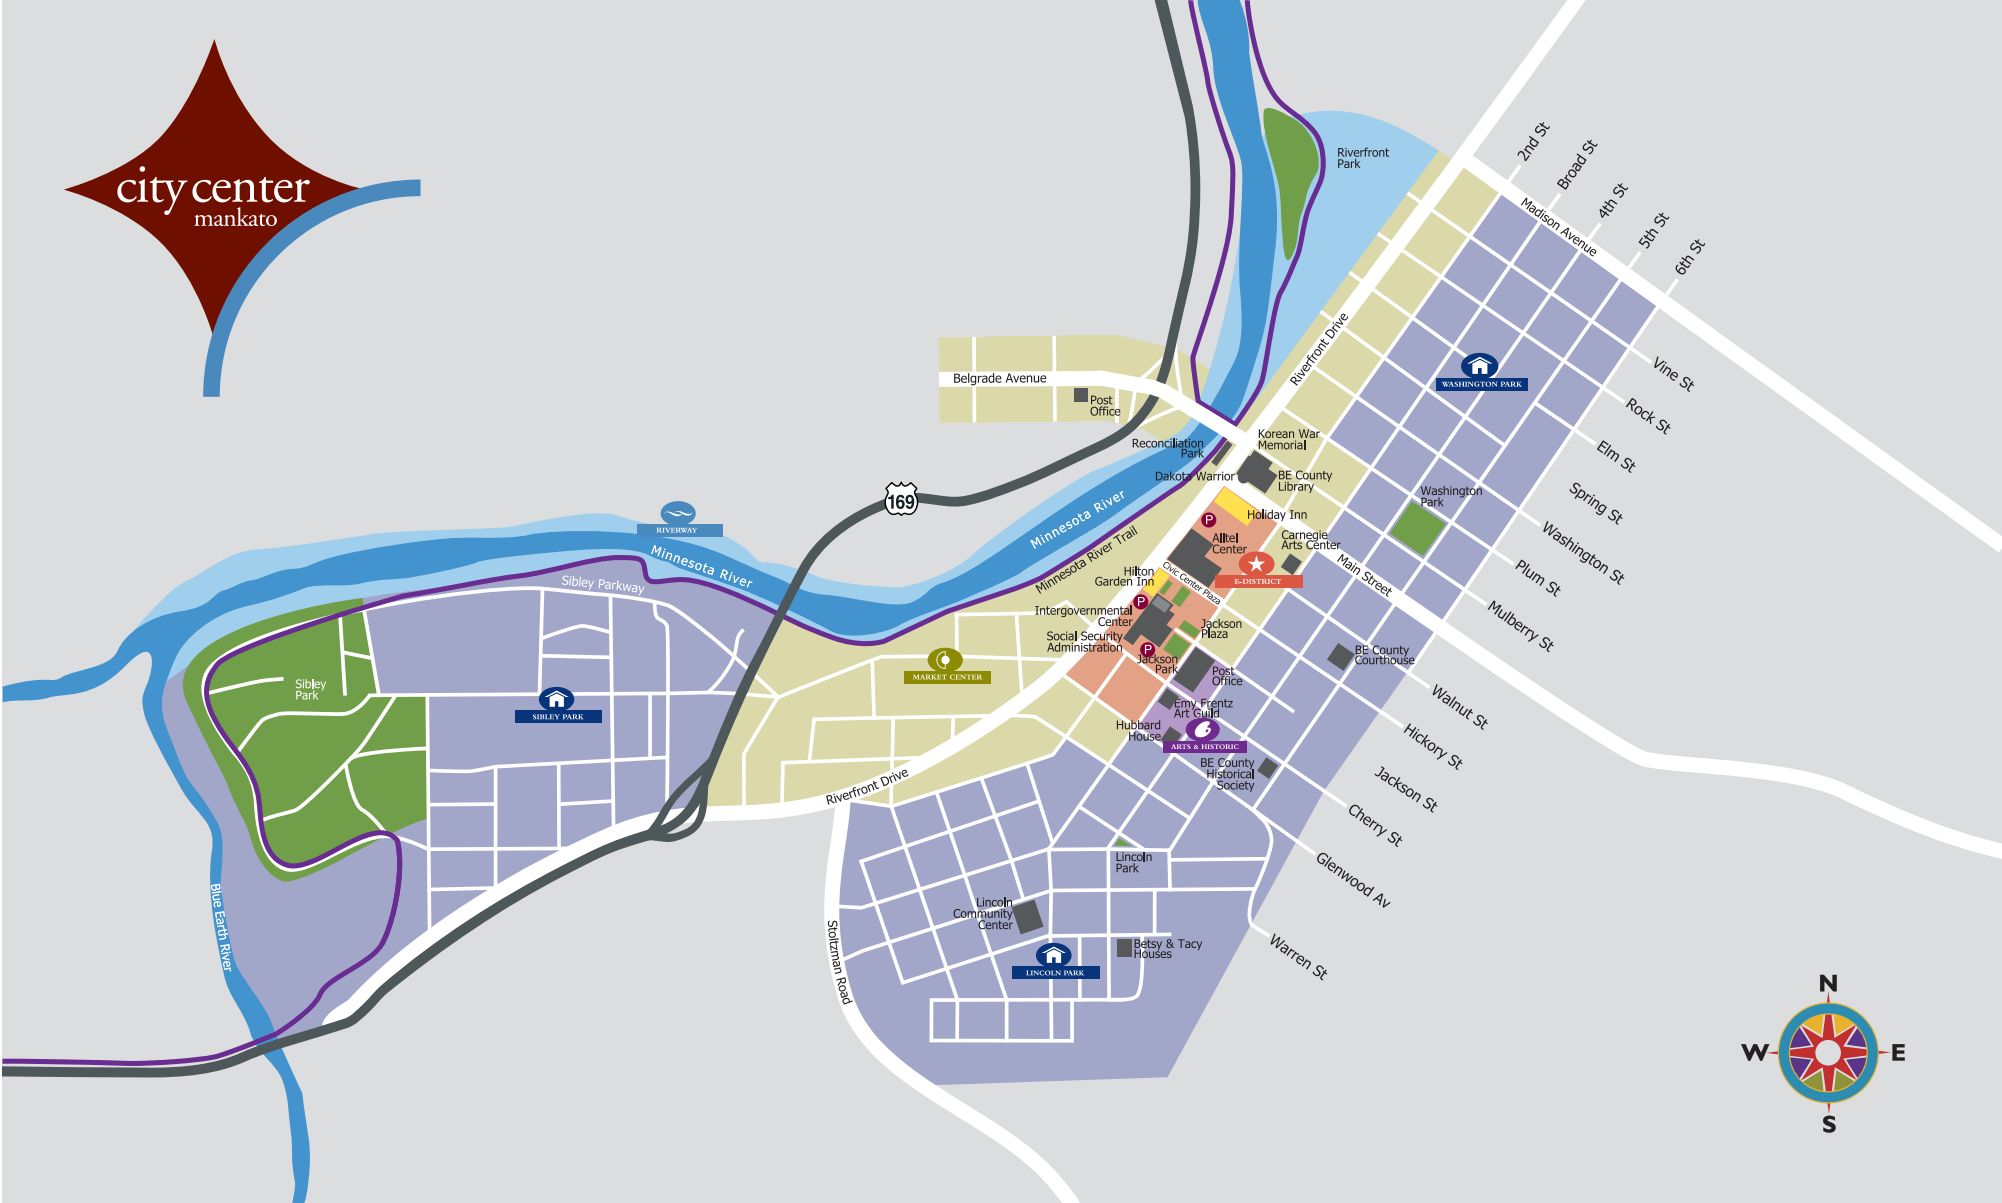 city center
mankato
Riverfront
Park
2nd St
Broad St
4th St
5th St
6th St
Madison Avenue
Riverfront Drive
WASHINGTON PARK
Vine St
Rock St
Elm St
Spring St
Washington St
Plum St
Mulberry St
Belgrade Avenue
Post
Office
Reconciliation
Park
Korean War
Memorial
Dakota Warrior
BE County
Library
Washington
Park
169
RIVERWAY
Minnesota River
Minnesota River
Minnesota River Trail
Sibley Parkway
P
Holiday Inn
Alltel
Center
Carnegie
Arts Center
E-DISTRICT
Main Street
Civic Center Plaza
Hilton
Garden Inn
P
Intergovernmental
Center
Jackson
Plaza
Social Security
Administration
P
Jackson
Park
Post
Office
BE County
Courthouse
Walnut St
Hickory St
Jackson St
Cherry St
Glenwood Av
Warren St
MARKET CENTER
Sibley
Park
SIBLEY PARK
Emy Frentz
Art Guild
Hubbard
House
ARTS & HISTORIC
BE County
Historical
Society
Riverfront Drive
Lincoln
Park
Lincoln
Community
Center
Betsy & Tacy
Houses
LINCOLN PARK
Stoltzman Road
Blue Earth River
N
W
E
S